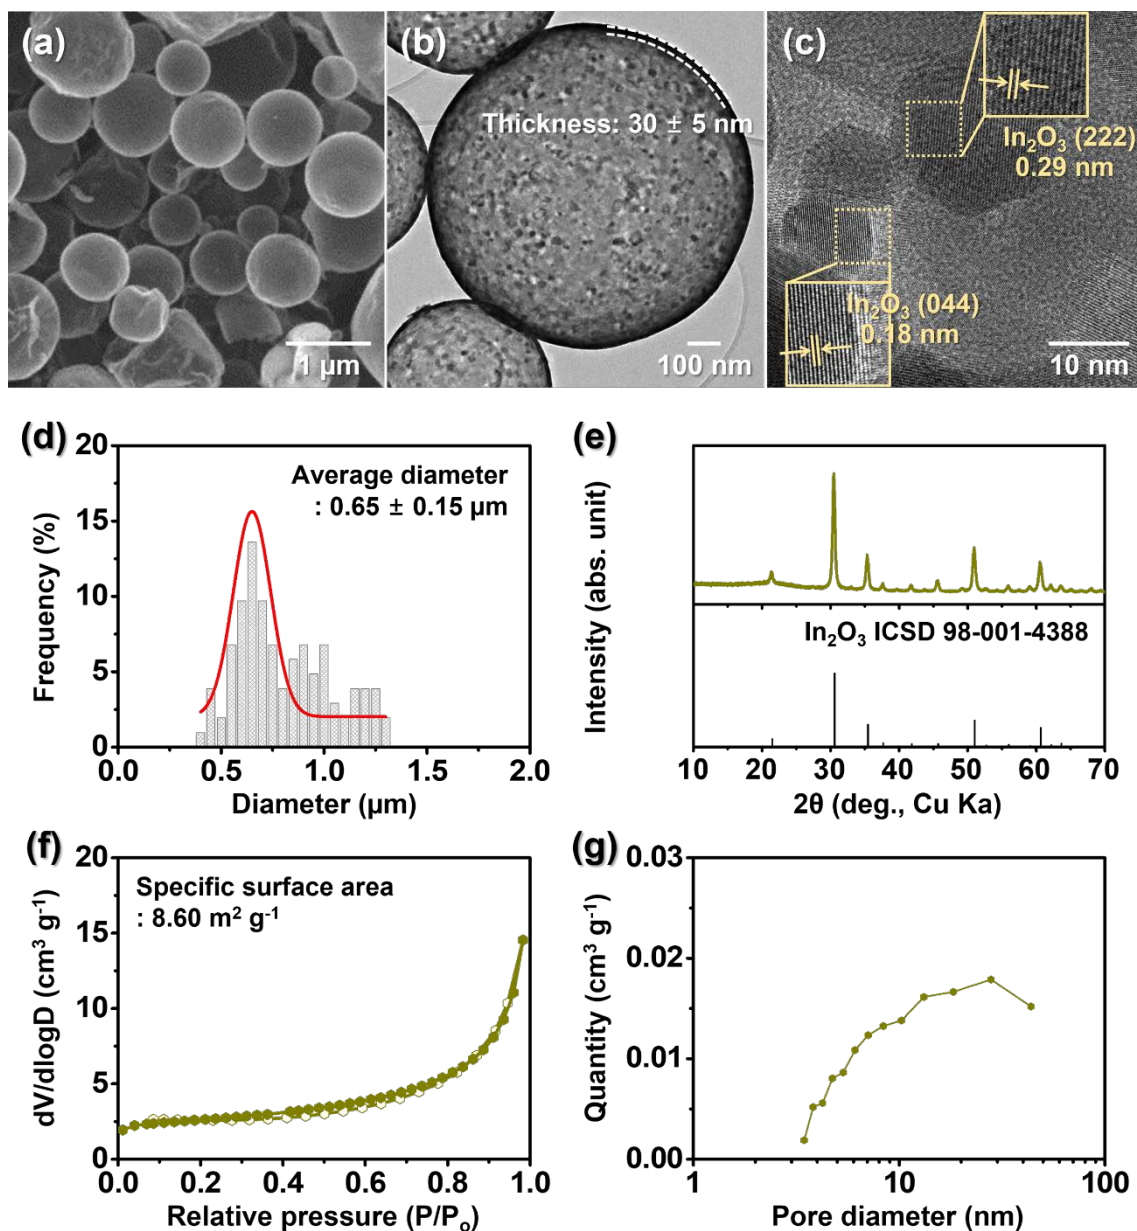 (a)
1 µm
(b)
Thickness: 30 ± 5 nm
100 nm
(c)
In₂O₃ (222)
0.29 nm
In₂O₃ (044)
0.18 nm
10 nm
(d)
Average diameter
: 0.65 ± 0.15 µm
Frequency (%)
20
15
10
5
0
0.0 0.5 1.0 1.5 2.0
Diameter (µm)
(e)
Intensity (abs. unit)
In₂O₃ ICSD 98-001-4388
10 20 30 40 50 60 70
2θ (deg., Cu Ka)
(f)
Specific surface area
: 8.60 m² g⁻¹
dV/dlogD (cm³ g⁻¹)
20
15
10
5
0
0.0 0.2 0.4 0.6 0.8 1.0
Relative pressure (P/Pₒ)
(g)
Quantity (cm³ g⁻¹)
0.03
0.02
0.01
0.00
1 10 100
Pore diameter (nm)